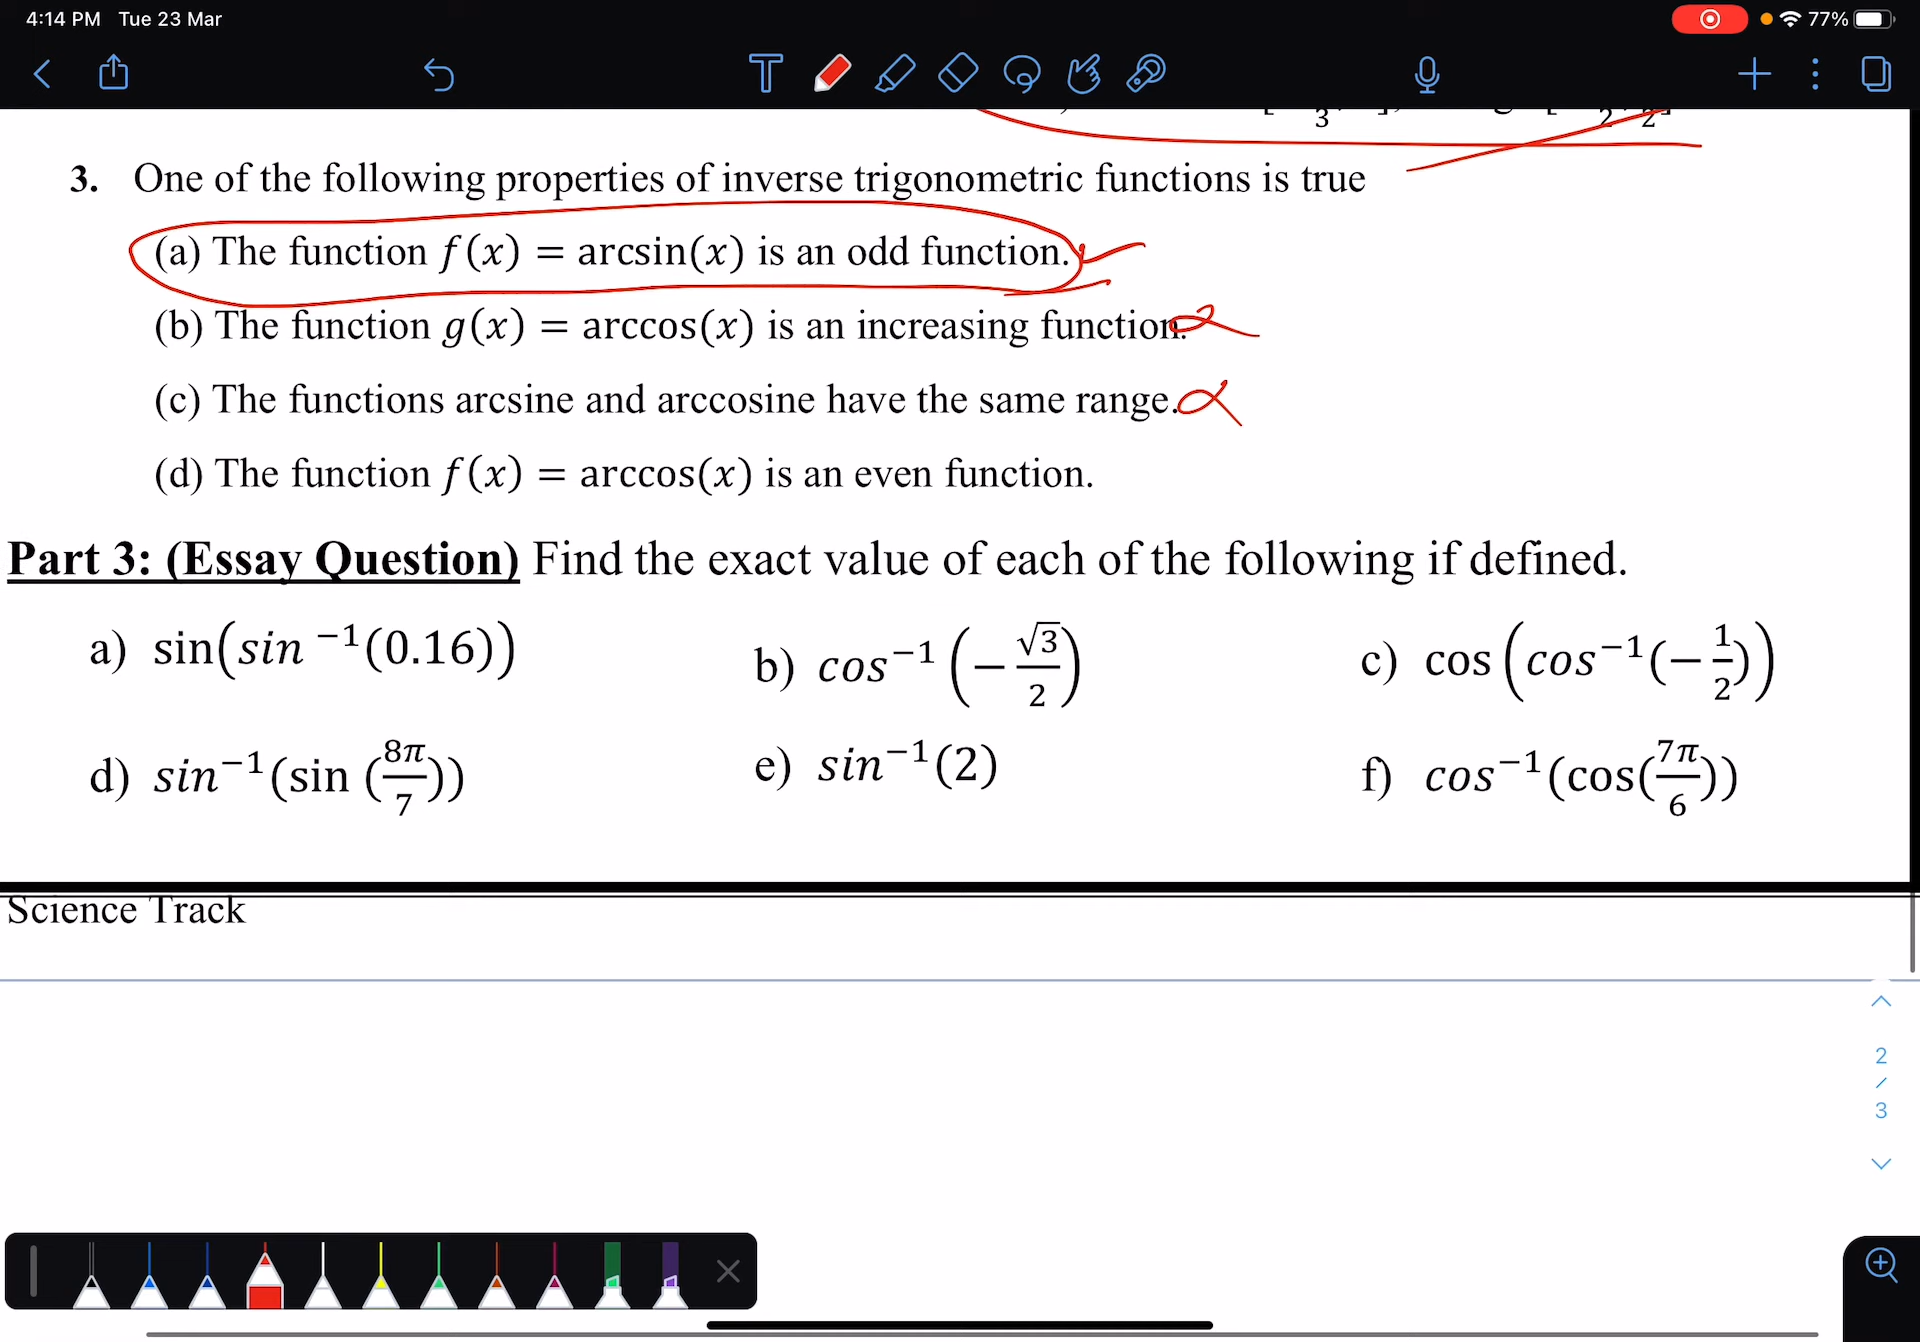 4:14 PM Tue 23 Mar
77%
3 2 2
3. One of the following properties of inverse trigonometric functions is true
(a) The function f(x) = arcsin(x) is an odd function.
(b) The function g(x) = arccos(x) is an increasing function.
(c) The functions arcsine and arccosine have the same range.
(d) The function f(x) = arccos(x) is an even function.
Part 3: (Essay Question) Find the exact value of each of the following if defined.
a) sin(sin⁻¹(0.16)) b) cos⁻¹(−√3/2) c) cos(cos⁻¹(−1/2))
d) sin⁻¹(sin(8π/7)) e) sin⁻¹(2) f) cos⁻¹(cos(7π/6))
Science Track
2
/
3